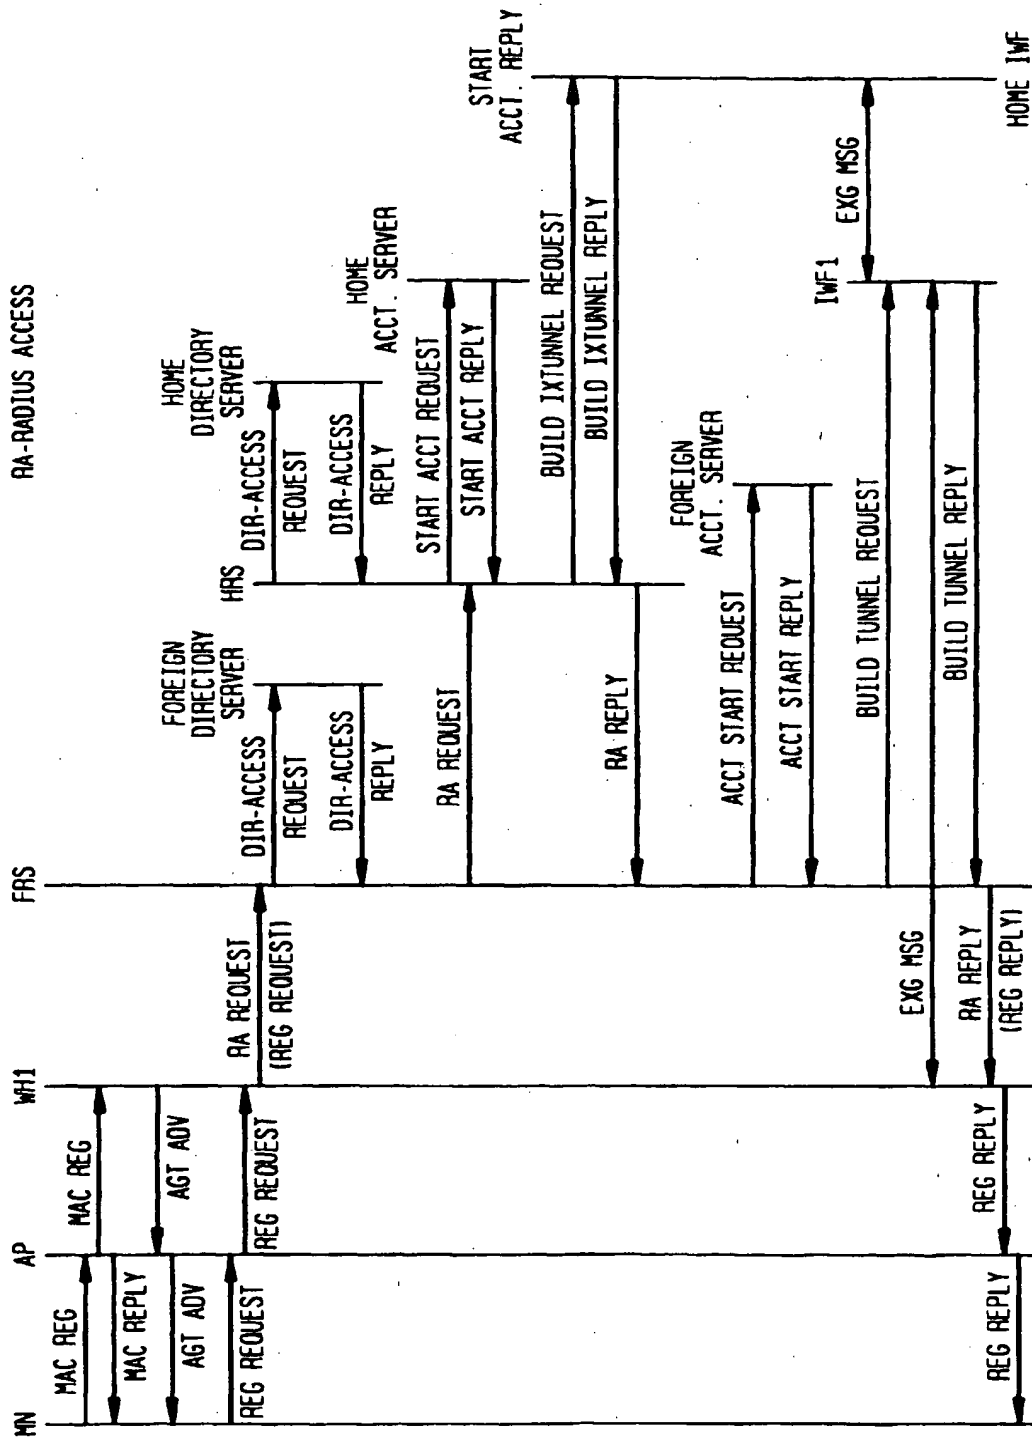 RA-RADIUS ACCESS
MN
AP
WH1
FRS
FOREIGN
DIRECTORY
SERVER
HRS
HOME
DIRECTORY
SERVER
HOME
ACCT. SERVER
START
ACCT. REPLY
MAC REG
MAC REG
MAC REPLY
AGT ADV
AGT ADV
REG REQUEST
REG REQUEST
RA REQUEST
(REG REQUEST)
DIR-ACCESS
REQUEST
DIR-ACCESS
REPLY
DIR-ACCESS
REQUEST
DIR-ACCESS
REPLY
RA REQUEST
START ACCT REQUEST
START ACCT REPLY
BUILD IXTUNNEL REQUEST
BUILD IXTUNNEL REPLY
RA REPLY
FOREIGN
ACCT. SERVER
ACCT START REQUEST
ACCT START REPLY
IWF1
BUILD TUNNEL REQUEST
EXG MSG
EXG MSG
BUILD TUNNEL REPLY
RA REPLY
(REG REPLY)
REG REPLY
REG REPLY
HOME IWF